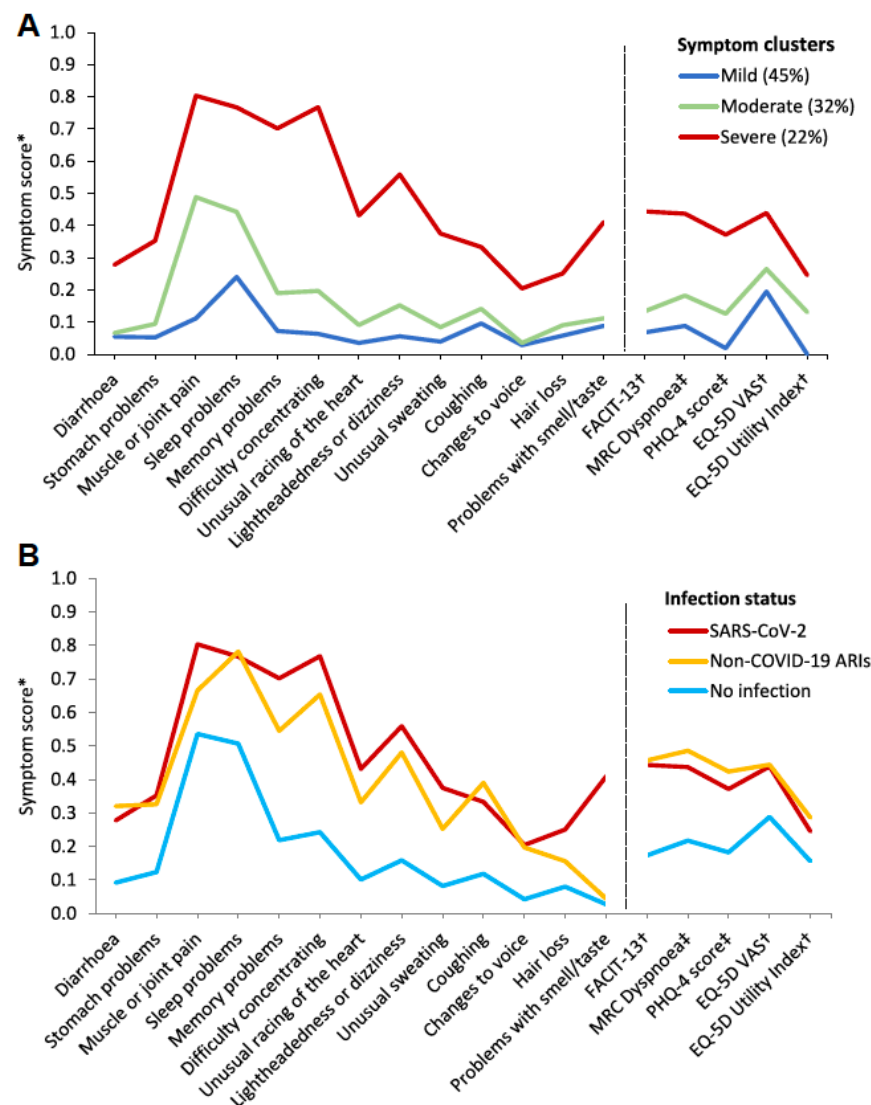 A
Symptom score*
1.0
0.9
0.8
0.7
0.6
0.5
0.4
0.3
0.2
0.1
0.0
Symptom clusters
Mild (45%)
Moderate (32%)
Severe (22%)
Diarrhoea
Stomach problems
Muscle or joint pain
Sleep problems
Memory problems
Difficulty concentrating
Unusual racing of the heart
Lightheadedness or dizziness
Unusual sweating
Coughing
Changes to voice
Hair loss
Problems with smell/taste
FACIT-13†
MRC Dyspnoea‡
PHQ-4 score‡
EQ-5D VAS†
EQ-5D Utility Index†
B
Symptom score*
1.0
0.9
0.8
0.7
0.6
0.5
0.4
0.3
0.2
0.1
0.0
Infection status
SARS-CoV-2
Non-COVID-19 ARIs
No infection
Diarrhoea
Stomach problems
Muscle or joint pain
Sleep problems
Memory problems
Difficulty concentrating
Unusual racing of the heart
Lightheadedness or dizziness
Unusual sweating
Coughing
Changes to voice
Hair loss
Problems with smell/taste
FACIT-13†
MRC Dyspnoea‡
PHQ-4 score‡
EQ-5D VAS†
EQ-5D Utility Index†